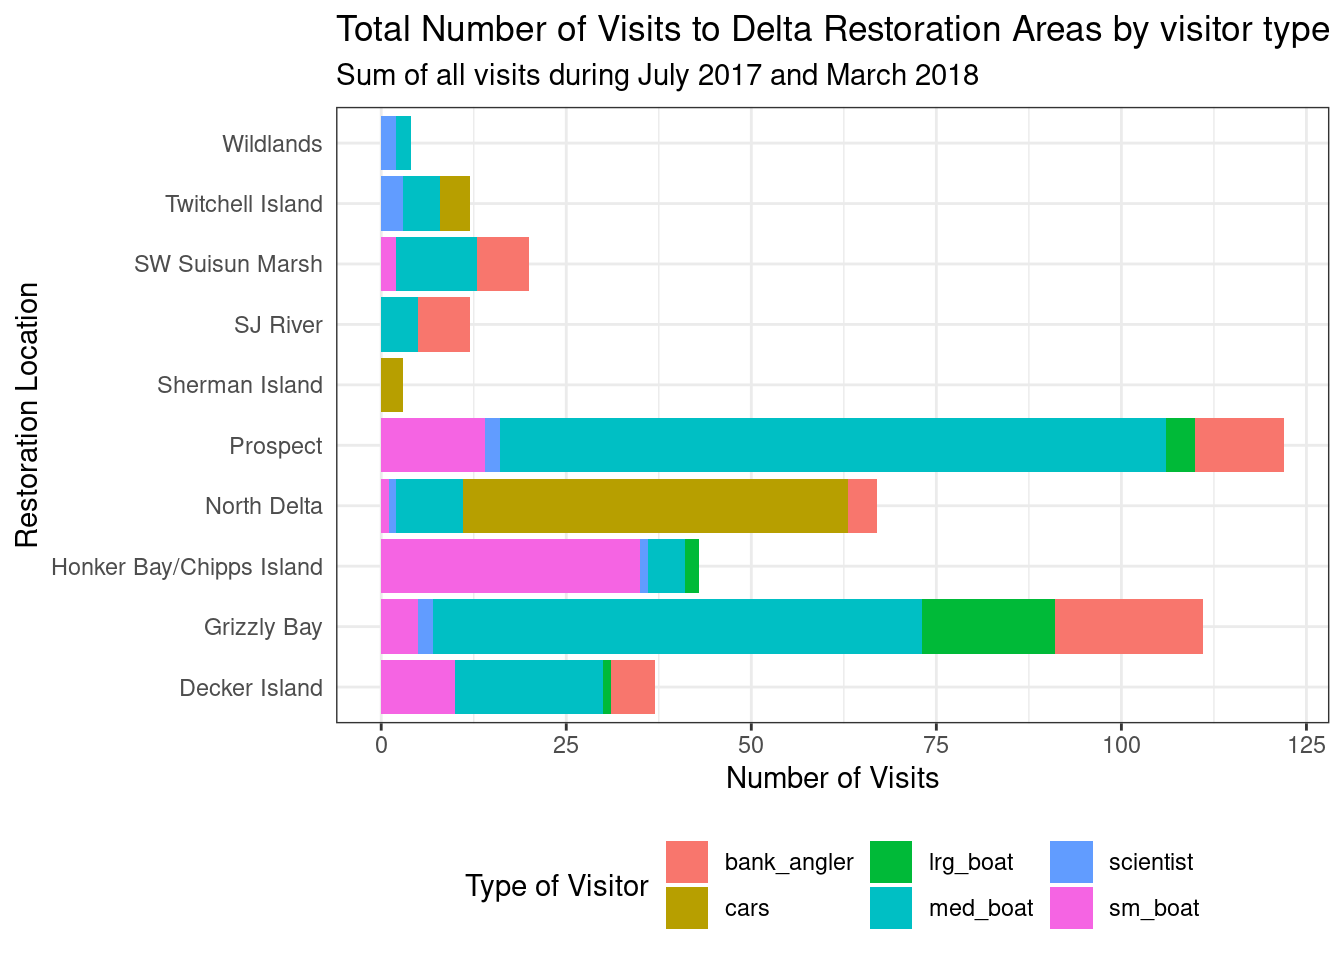 Total Number of Visits to Delta Restoration Areas by visitor type
Sum of all visits during July 2017 and March 2018
Restoration Location
Wildlands
Twitchell Island
SW Suisun Marsh
SJ River
Sherman Island
Prospect
North Delta
Honker Bay/Chipps Island
Grizzly Bay
Decker Island
0 25 50 75 100 125
Number of Visits
Type of Visitor
bank_angler lrg_boat scientist
cars med_boat sm_boat